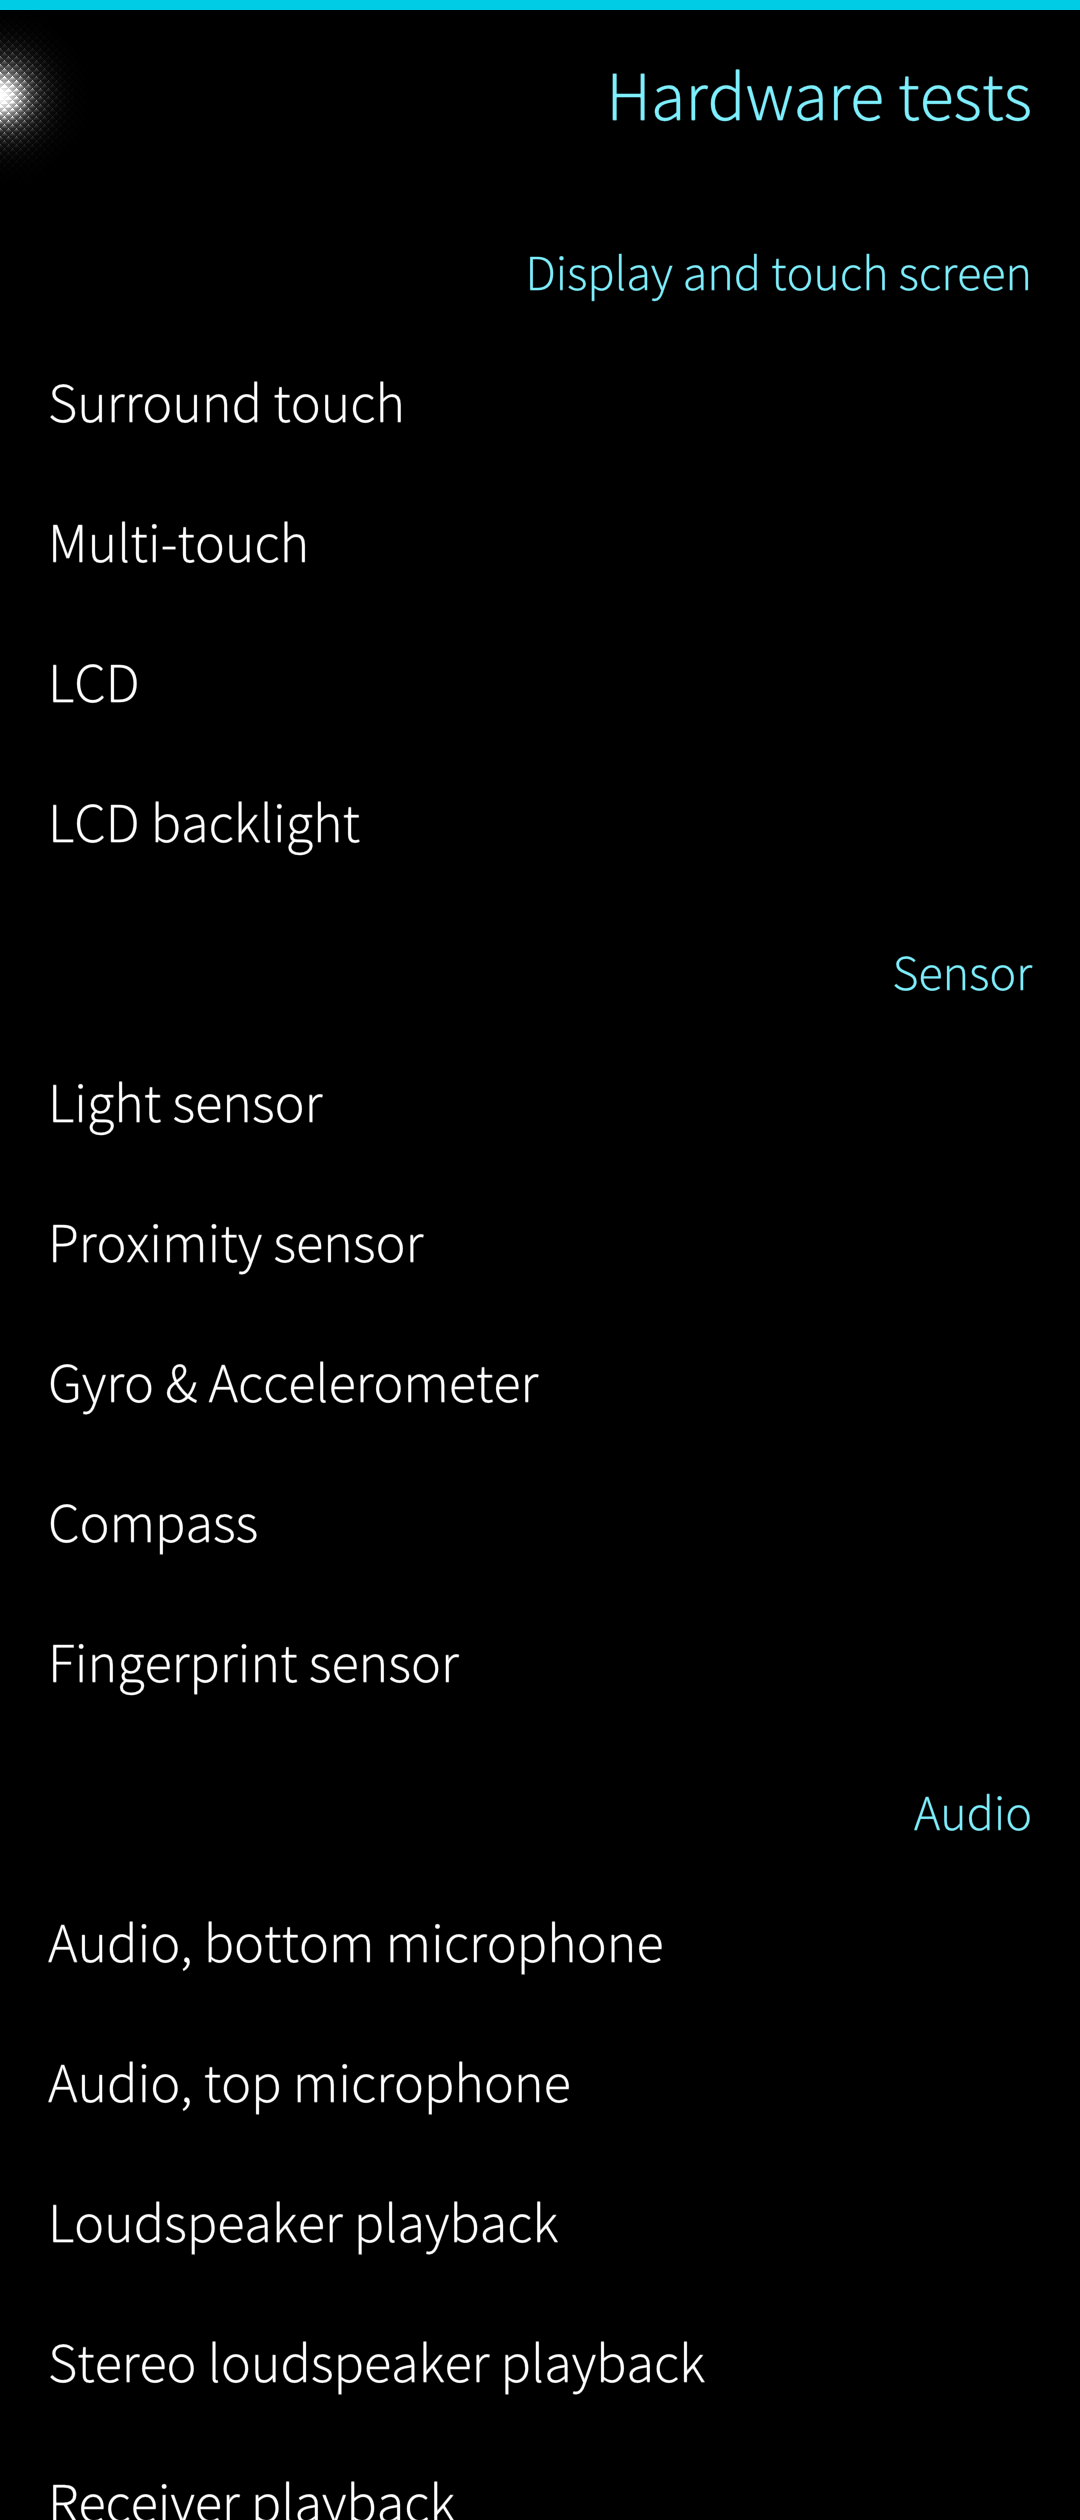 Hardware tests
Display and touch screen
Surround touch
Multi-touch
LCD
LCD backlight
Sensor
Light sensor
Proximity sensor
Gyro & Accelerometer
Compass
Fingerprint sensor
Audio
Audio, bottom microphone
Audio, top microphone
Loudspeaker playback
Stereo loudspeaker playback
Receiver playback